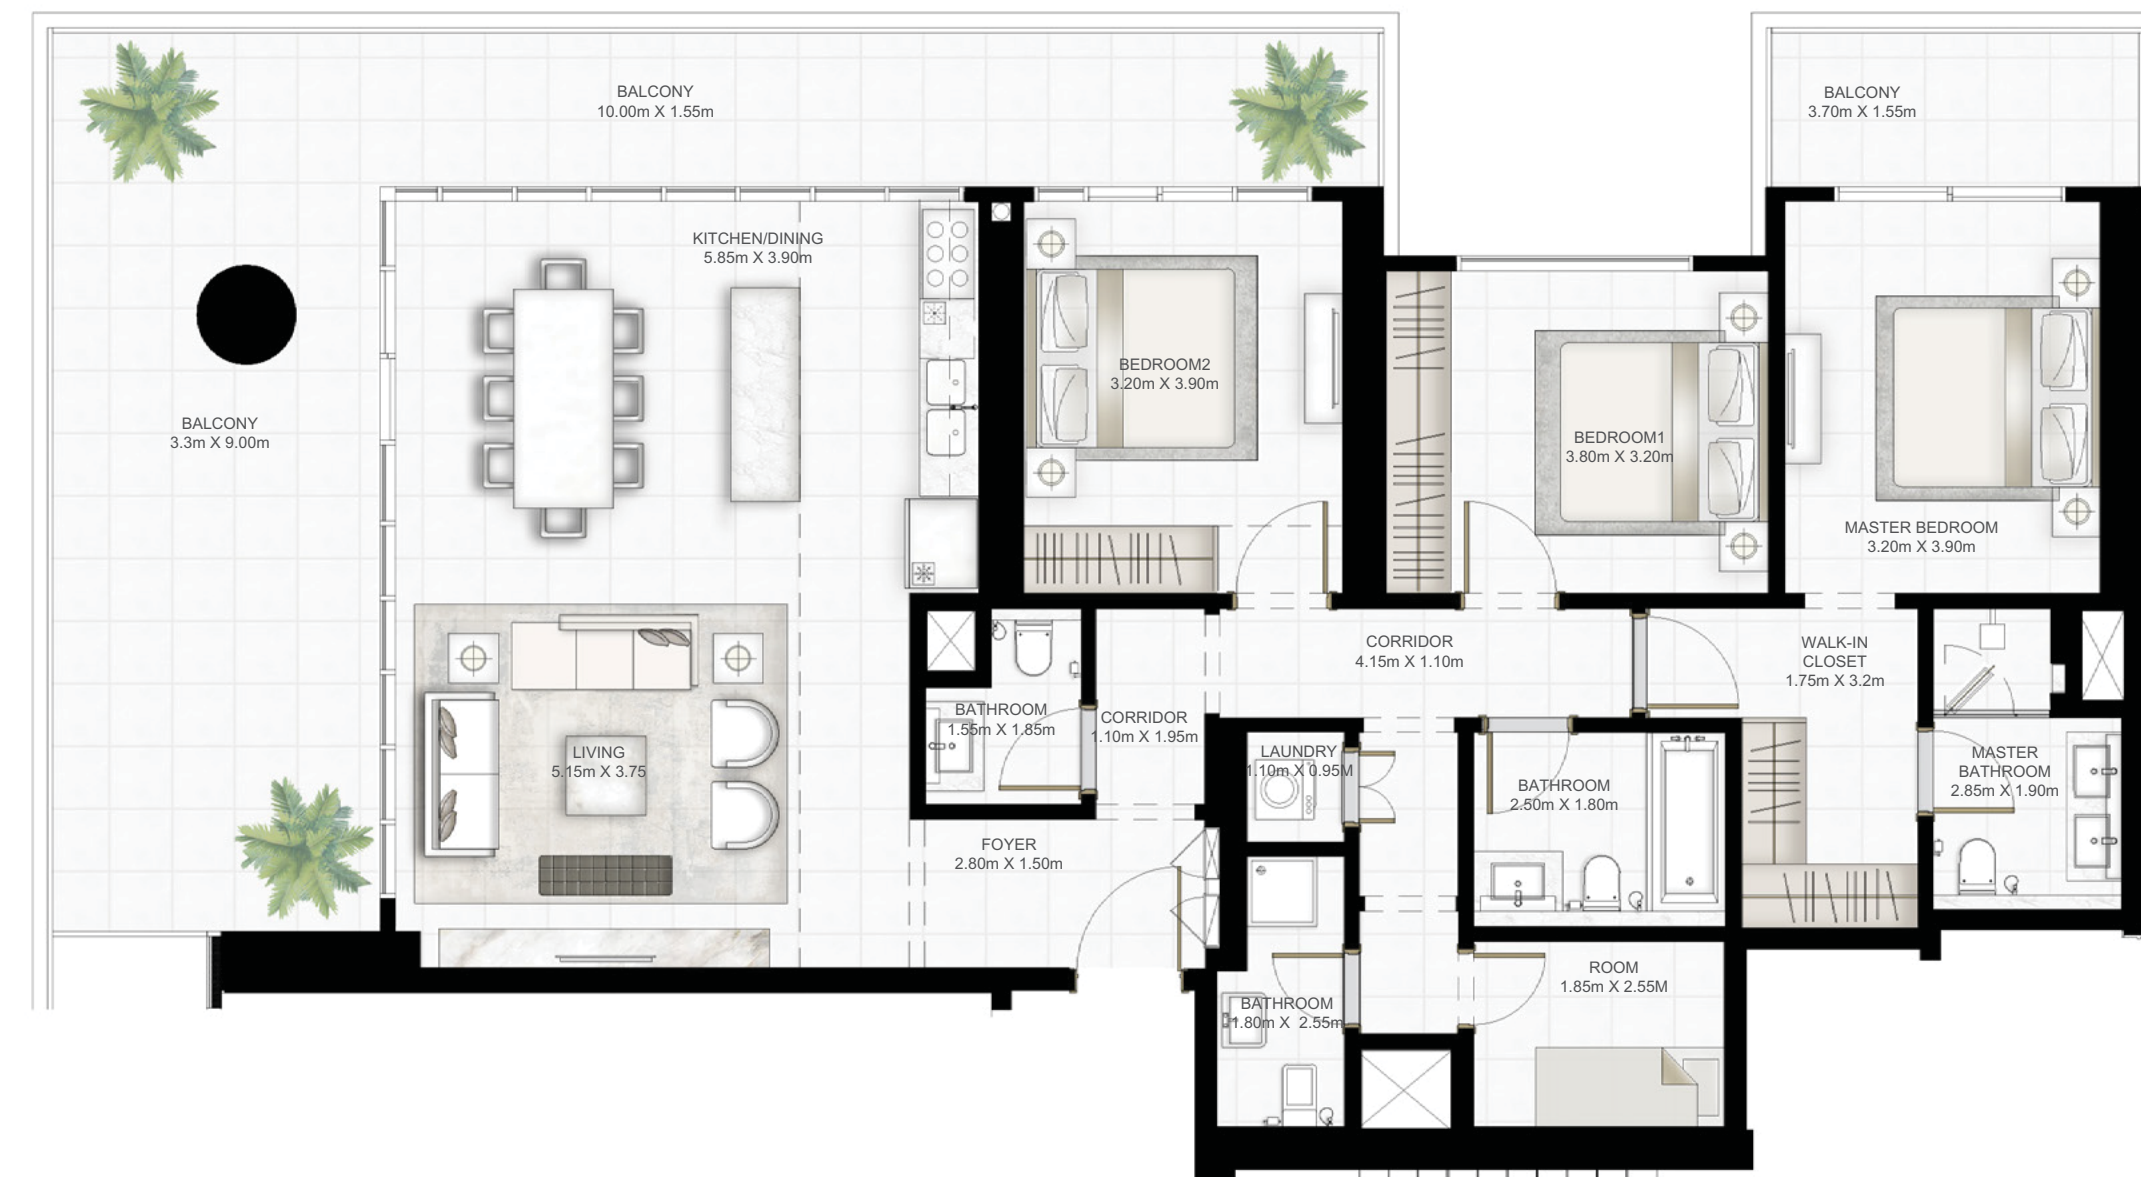 BALCONY
10.00m X 1.55m
BALCONY
3.70m X 1.55m
KITCHEN/DINING
5.85m X 3.90m
BEDROOM2
3.20m X 3.90m
BALCONY
3.3m X 9.00m
BEDROOM1
3.80m X 3.20m
MASTER BEDROOM
3.20m X 3.90m
CORRIDOR
4.15m X 1.10m
WALK-IN
CLOSET
1.75m X 3.2m
BATHROOM
1.55m X 1.85m
CORRIDOR
1.10m X 1.95m
LIVING
5.15m X 3.75
LAUNDRY
1.10m X 0.95M
BATHROOM
2.50m X 1.80m
MASTER
BATHROOM
2.85m X 1.90m
FOYER
2.80m X 1.50m
ROOM
1.85m X 2.55M
BATHROOM
1.80m X 2.55m